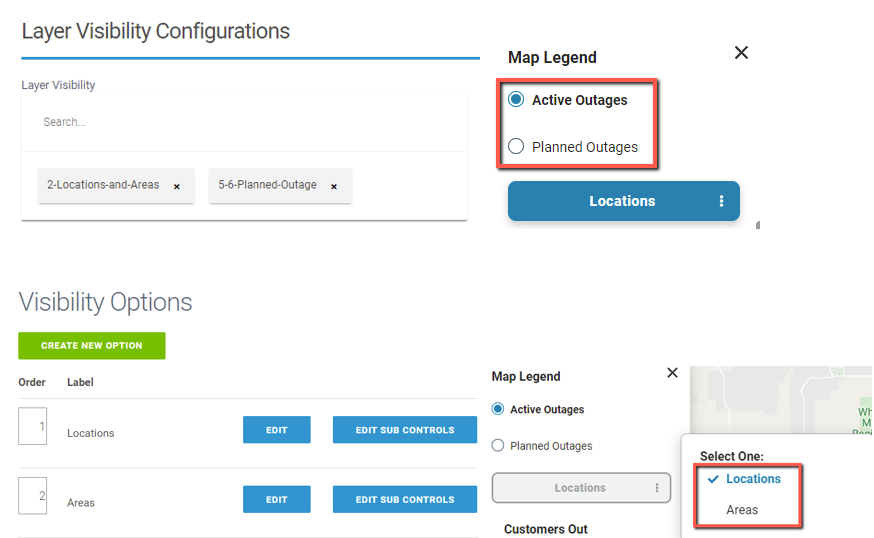 Layer Visibility Configurations
Layer Visibility
Search...
2-Locations-and-Areas ×
5-6-Planned-Outage ×
Map Legend
Active Outages
Planned Outages
Locations
Visibility Options
CREATE NEW OPTION
Order Label
1 Locations EDIT EDIT SUB CONTROLS
2 Areas EDIT EDIT SUB CONTROLS
Map Legend
Active Outages
Planned Outages
Locations
Customers Out
Wh
M
Select One:
Locations
Areas